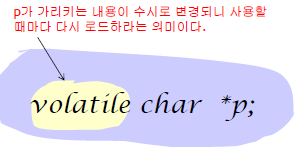 p가 가리키는 내용이 수시로 변경되니 사용할
때마다 다시 로드하라는 의미이다.
volatile char *p;